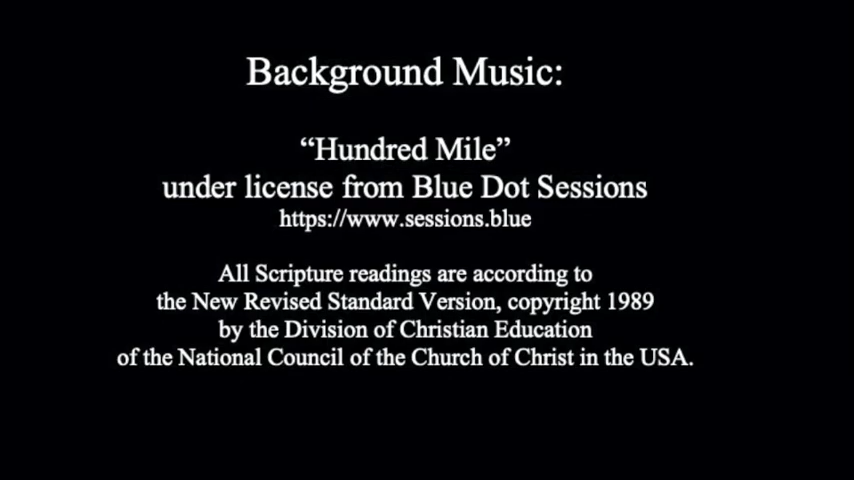 Background Music:
“Hundred Mile”
under license from Blue Dot Sessions
https://www.sessions.blue
All Scripture readings are according to
the New Revised Standard Version, copyright 1989
by the Division of Christian Education
of the National Council of the Church of Christ in the USA.